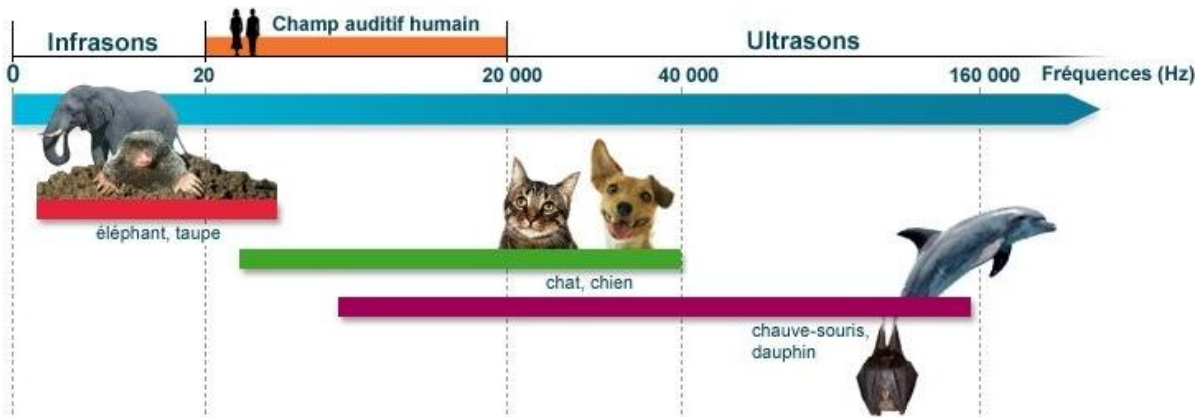 Infrasons
Champ auditif humain
Ultrasons
0
20
20 000
40 000
160 000
Fréquences (Hz)
éléphant, taupe
chat, chien
chauve-souris,
dauphin